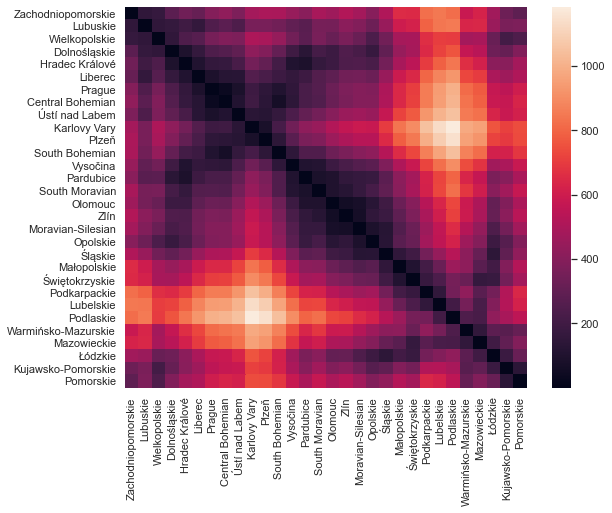 Zachodniopomorskie
Lubuskie
Wielkopolskie
Dolnośląskie
Hradec Králové
Liberec
Prague
Central Bohemian
Ústí nad Labem
Karlovy Vary
Plzeň
South Bohemian
Vysočina
Pardubice
South Moravian
Olomouc
Zlín
Moravian-Silesian
Opolskie
Śląskie
Małopolskie
Świętokrzyskie
Podkarpackie
Lubelskie
Podlaskie
Warmińsko-Mazurskie
Mazowieckie
Łódzkie
Kujawsko-Pomorskie
Pomorskie
Zachodniopomorskie
Lubuskie
Wielkopolskie
Dolnośląskie
Hradec Králové
Liberec
Prague
Central Bohemian
Ústí nad Labem
Karlovy Vary
Plzeň
South Bohemian
Vysočina
Pardubice
South Moravian
Olomouc
Zlín
Moravian-Silesian
Opolskie
Śląskie
Małopolskie
Świętokrzyskie
Podkarpackie
Lubelskie
Podlaskie
Warmińsko-Mazurskie
Mazowieckie
Łódzkie
Kujawsko-Pomorskie
Pomorskie
1000
800
600
400
200